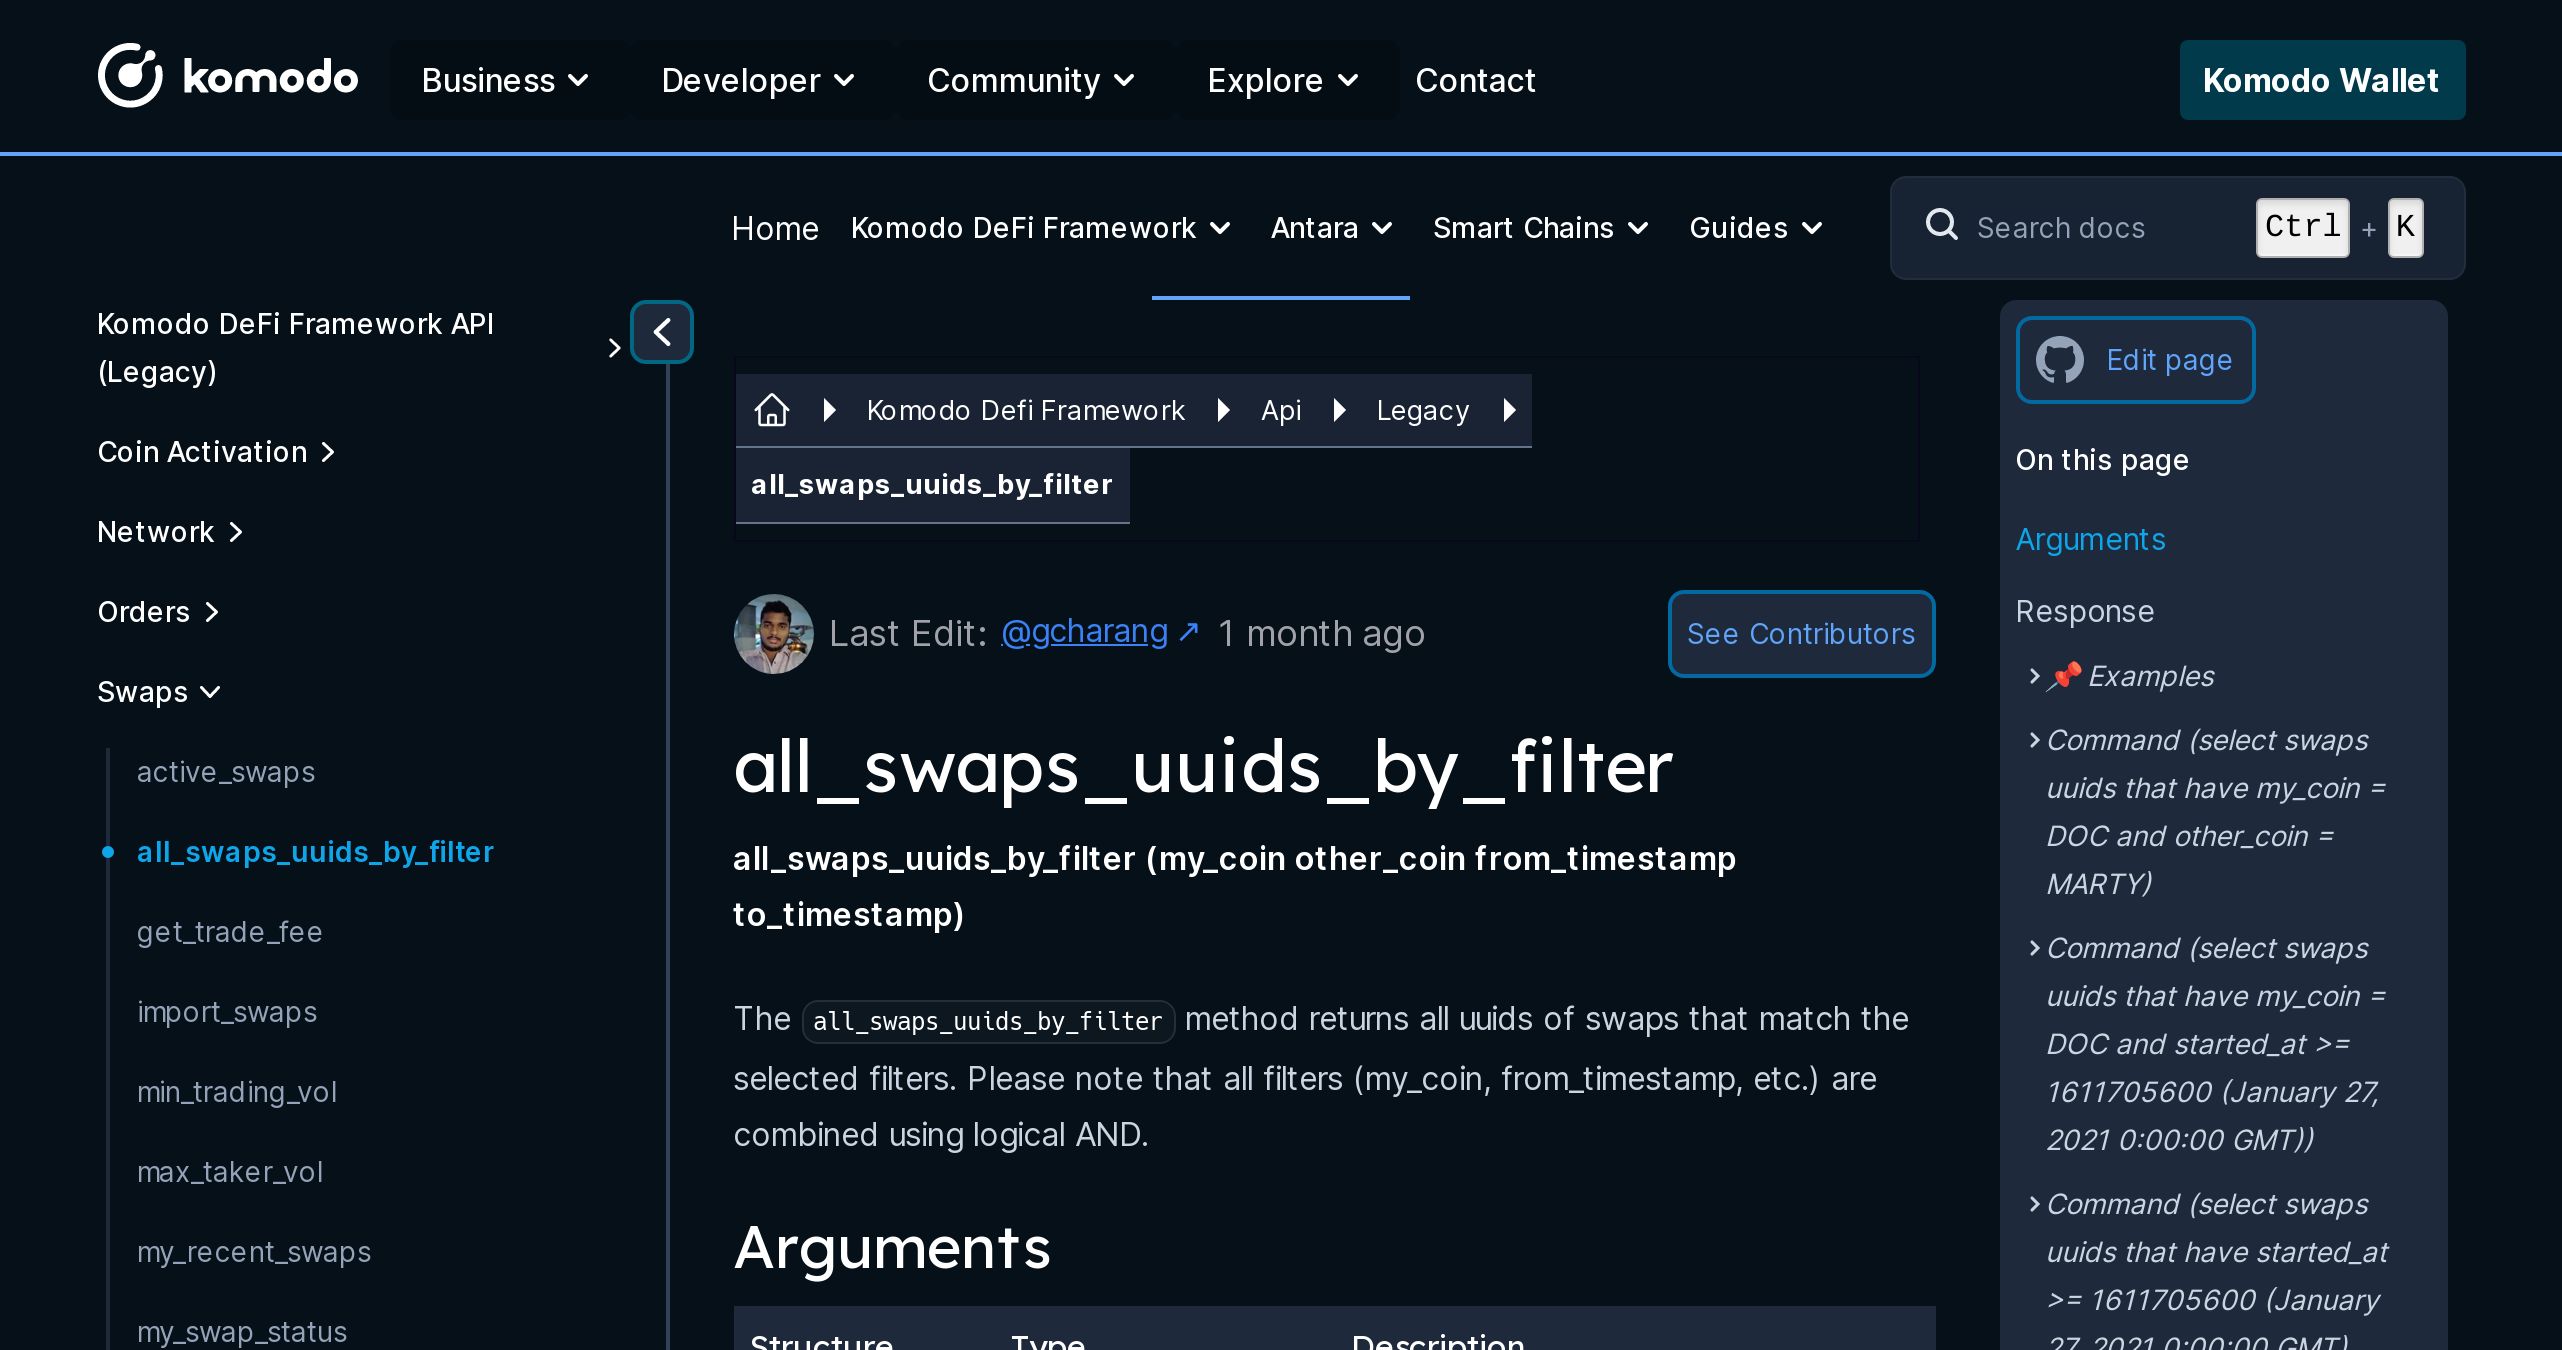 komodo
Business
Developer
Community
Explore
Contact
Komodo Wallet
Home
Komodo DeFi Framework
Antara
Smart Chains
Guides
Search docs
Ctrl + K
Komodo DeFi Framework API
(Legacy)
Coin Activation
Network
Orders
Swaps
active_swaps
all_swaps_uuids_by_filter
get_trade_fee
import_swaps
min_trading_vol
max_taker_vol
my_recent_swaps
my_swap_status
Komodo Defi Framework
Api
Legacy
all_swaps_uuids_by_filter
Last Edit: @gcharang ↗ 1 month ago
See Contributors
all_swaps_uuids_by_filter
all_swaps_uuids_by_filter (my_coin other_coin from_timestamp
to_timestamp)
The all_swaps_uuids_by_filter method returns all uuids of swaps that match the
selected filters. Please note that all filters (my_coin, from_timestamp, etc.) are
combined using logical AND.
Arguments
Structure Type Description
Edit page
On this page
Arguments
Response
📌 Examples
Command (select swaps
uuids that have my_coin =
DOC and other_coin =
MARTY)
Command (select swaps
uuids that have my_coin =
DOC and started_at >=
1611705600 (January 27,
2021 0:00:00 GMT))
Command (select swaps
uuids that have started_at
>= 1611705600 (January
27, 2021 0:00:00 GMT)